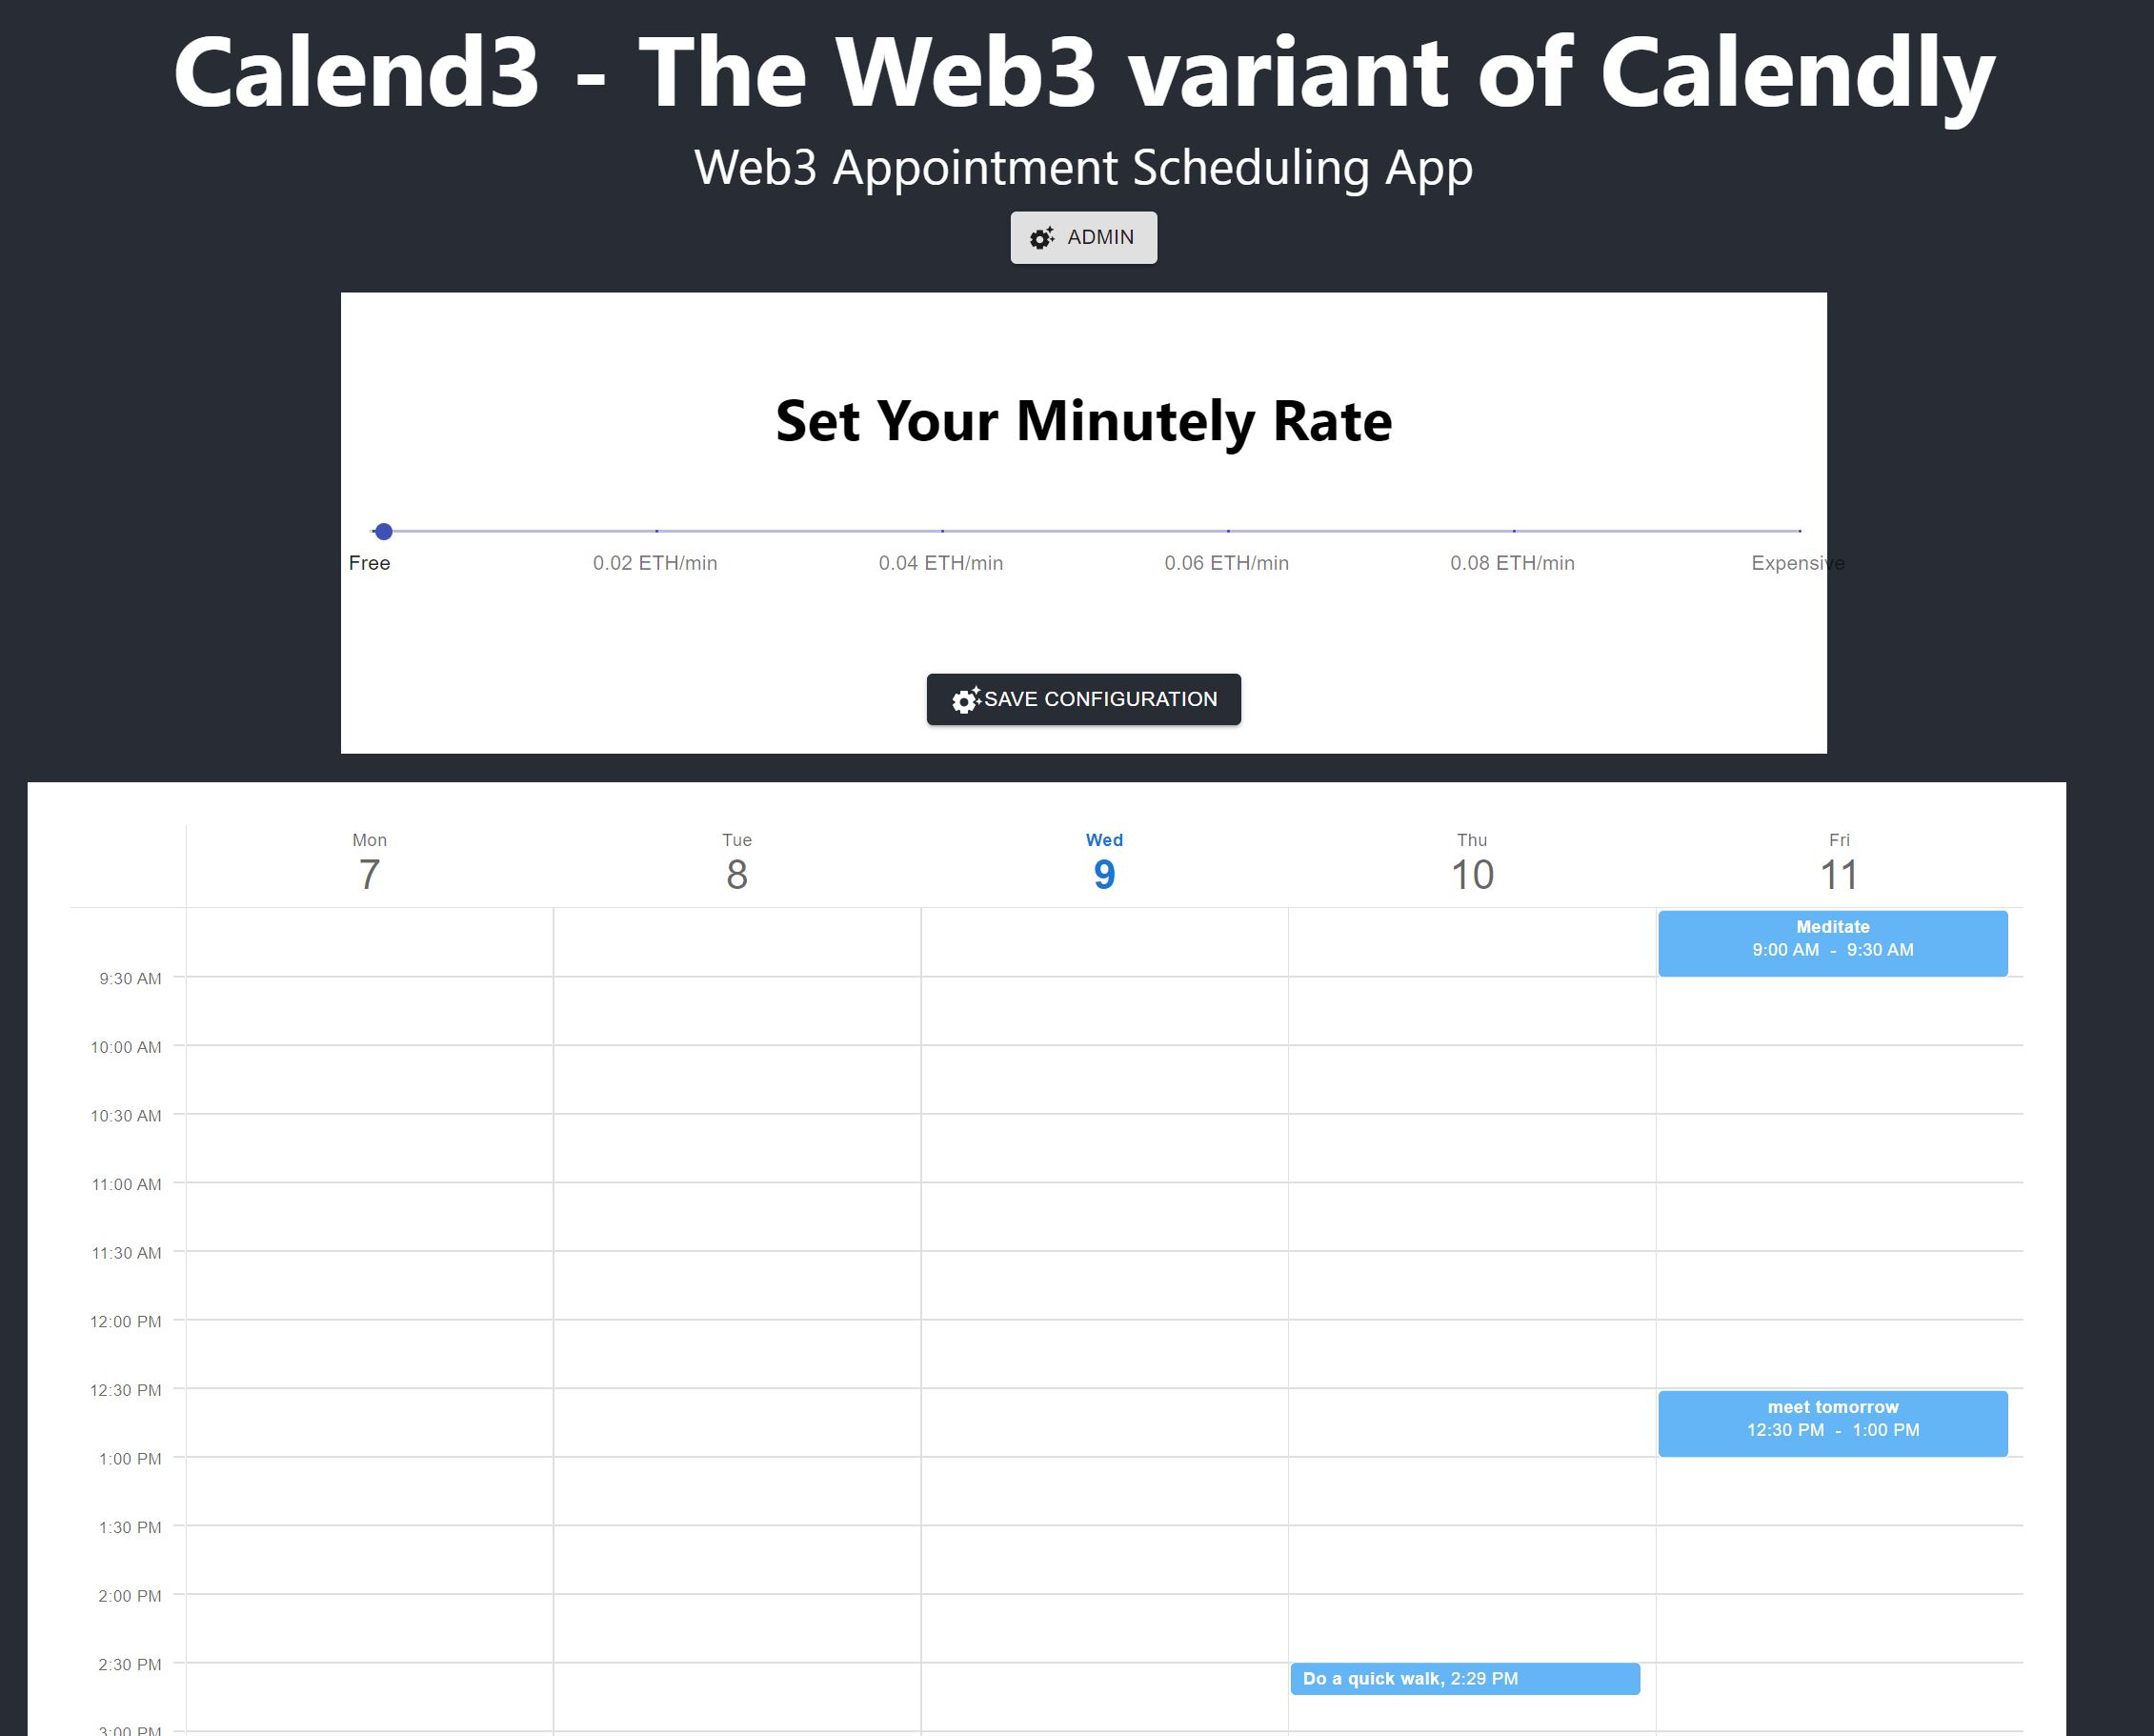 Calend3 - The Web3 variant of Calendly
Web3 Appointment Scheduling App
ADMIN
Set Your Minutely Rate
Free 0.02 ETH/min 0.04 ETH/min 0.06 ETH/min 0.08 ETH/min Expensive
SAVE CONFIGURATION
Mon Tue Wed Thu Fri
7 8 9 10 11
Meditate
9:00 AM - 9:30 AM
9:30 AM
10:00 AM
10:30 AM
11:00 AM
11:30 AM
12:00 PM
12:30 PM
meet tomorrow
12:30 PM - 1:00 PM
1:00 PM
1:30 PM
2:00 PM
2:30 PM
Do a quick walk, 2:29 PM
3:00 PM